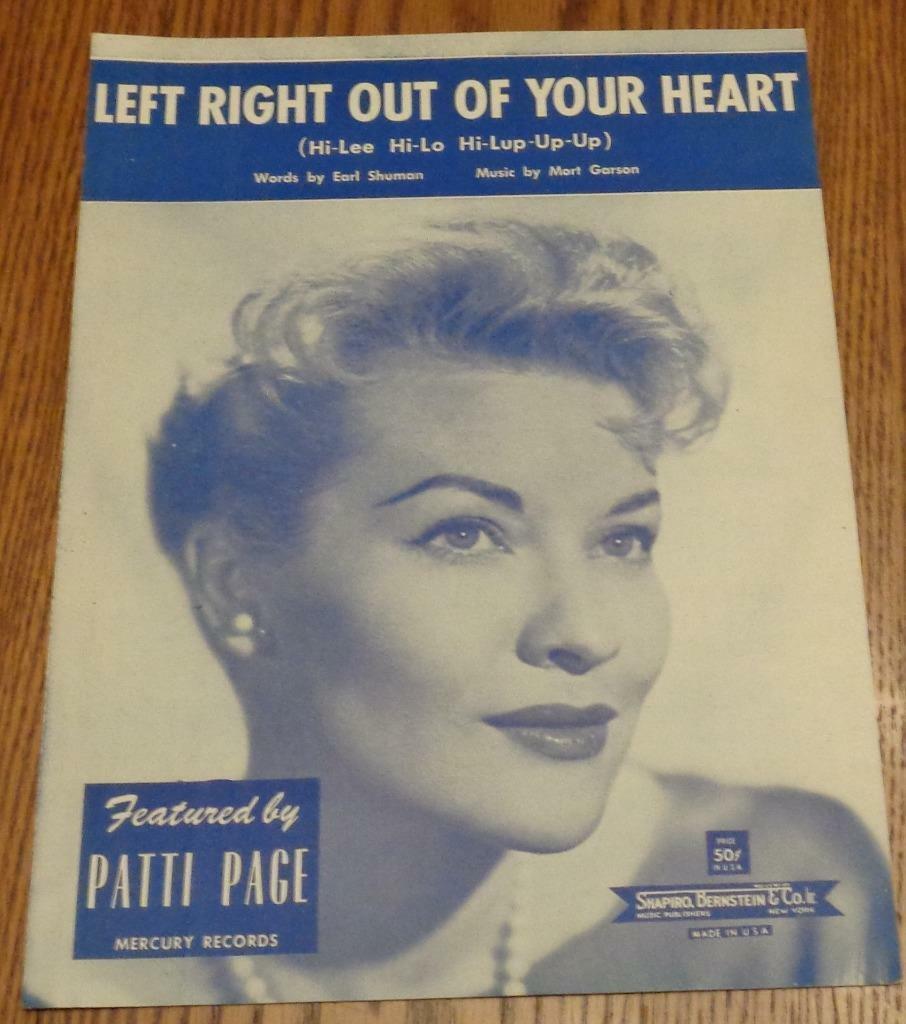 LEFT RIGHT OUT OF YOUR HEART
(Hi-Lee Hi-Lo Hi-Lup-Up-Up)
Words by Earl Shuman Music by Mort Garson
Featured by
PATTI PAGE
MERCURY RECORDS
PRICE
50¢
IN U.S.A.
SHAPIRO, BERNSTEIN & Co. Inc.
MUSIC PUBLISHERS NEW YORK
MADE IN U S A